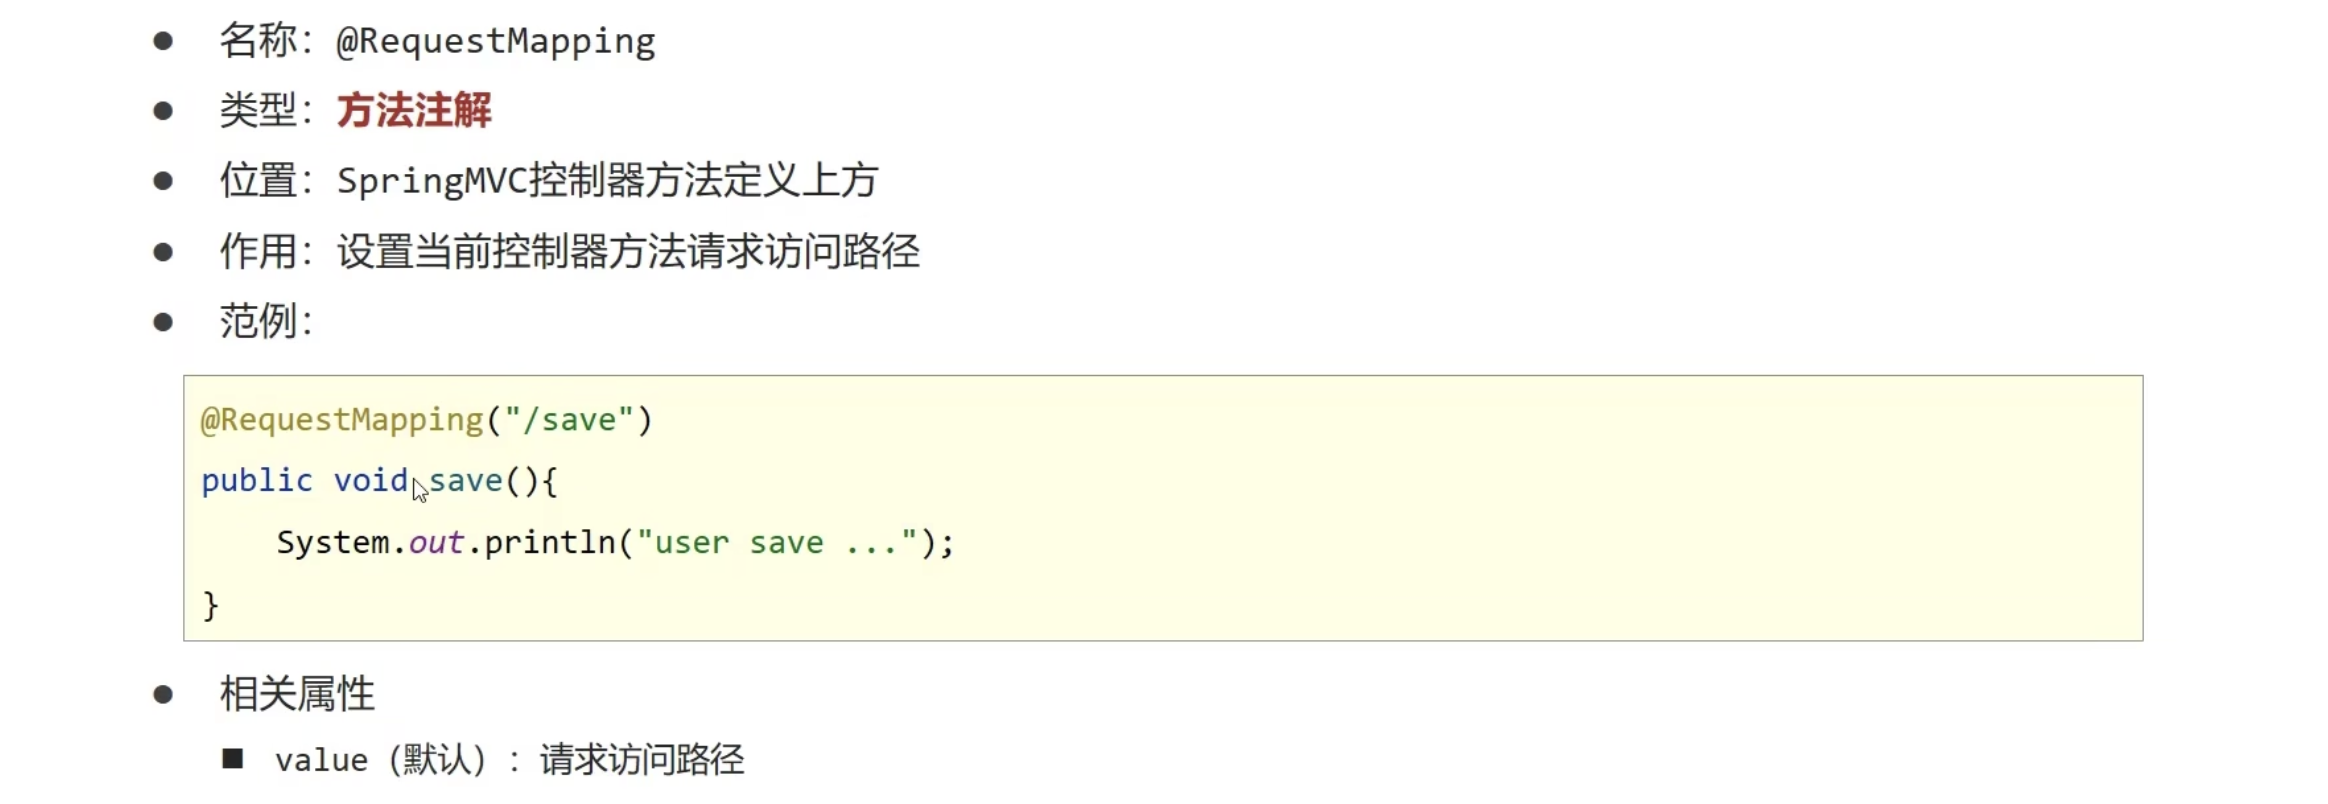 名称：@RequestMapping
类型：方法注解
位置：SpringMVC控制器方法定义上方
作用：设置当前控制器方法请求访问路径
范例：
@RequestMapping("/save")
public void save(){
    System.out.println("user save ...");
}
相关属性
value（默认）：请求访问路径